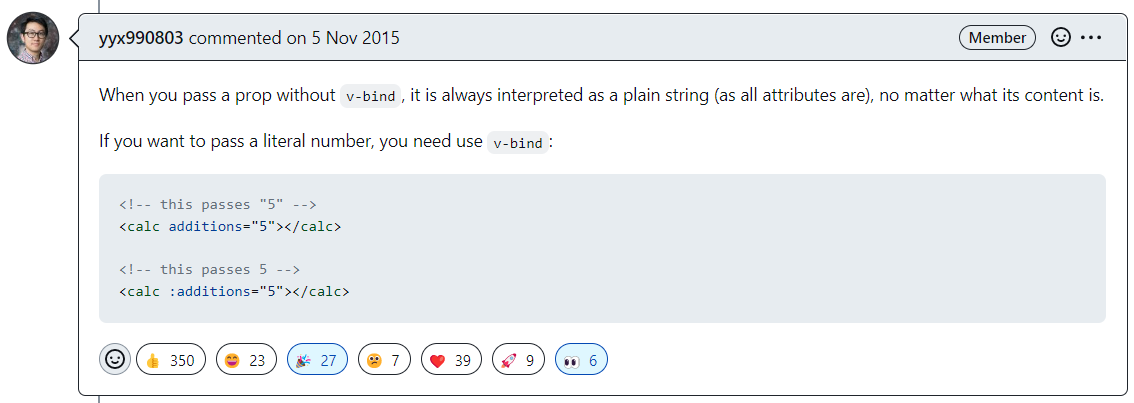 yyx990803 commented on 5 Nov 2015
Member
When you pass a prop without v-bind, it is always interpreted as a plain string (as all attributes are), no matter what its content is.
If you want to pass a literal number, you need use v-bind:
<!-- this passes "5" -->
<calc additions="5"></calc>
<!-- this passes 5 -->
<calc :additions="5"></calc>
👍 350 😄 23 🎉 27 😕 7 ❤️ 39 🚀 9 👀 6